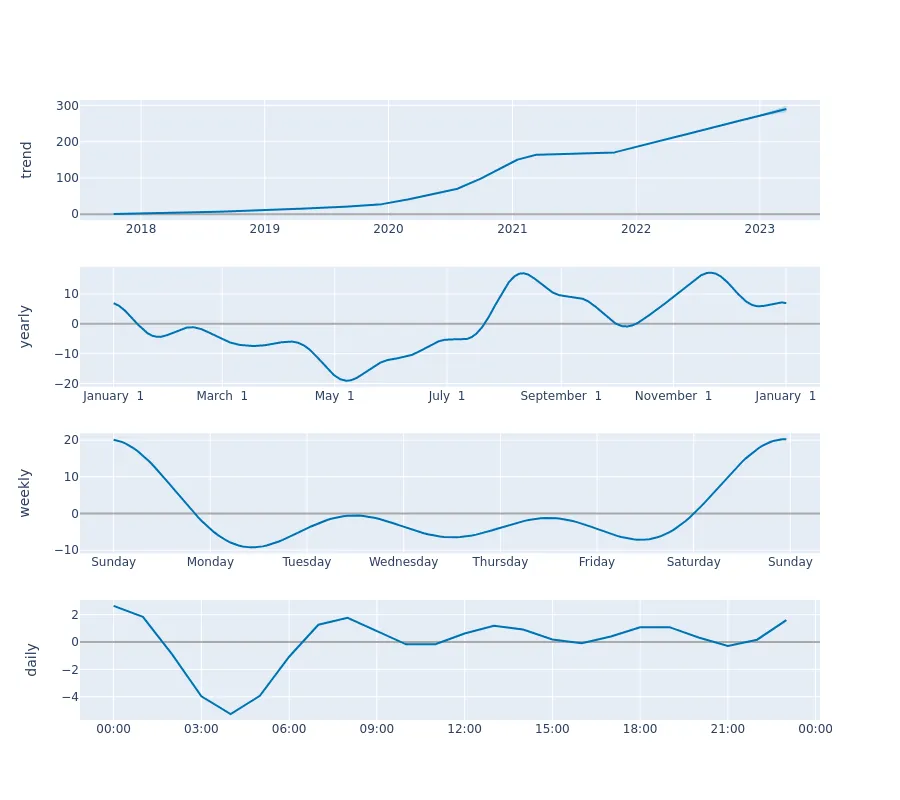 trend
300
200
100
0
2018 2019 2020 2021 2022 2023
yearly
10
0
−10
−20
January 1 March 1 May 1 July 1 September 1 November 1 January 1
weekly
20
10
0
−10
Sunday Monday Tuesday Wednesday Thursday Friday Saturday Sunday
daily
2
0
−2
−4
00:00 03:00 06:00 09:00 12:00 15:00 18:00 21:00 00:00